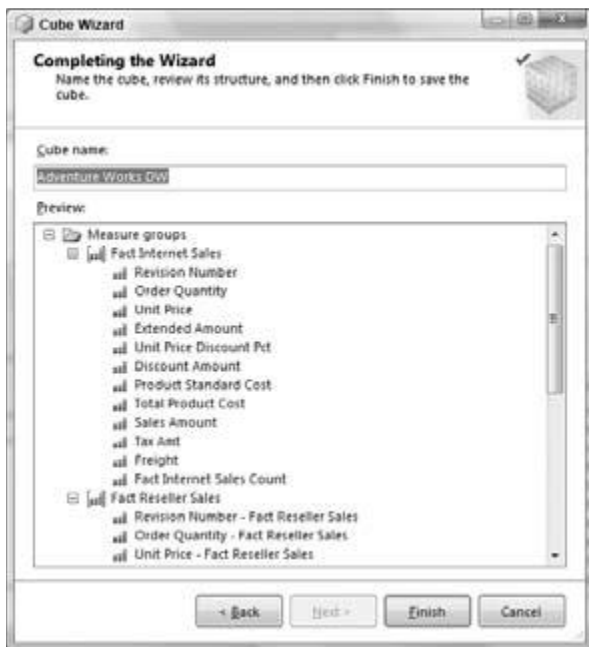 Cube Wizard
Completing the Wizard
Name the cube, review its structure, and then click Finish to save the
cube.
Cube name:
Adventure Works DW
Preview:
Measure groups
Fact Internet Sales
Revision Number
Order Quantity
Unit Price
Extended Amount
Unit Price Discount Pct
Discount Amount
Product Standard Cost
Total Product Cost
Sales Amount
Tax Amt
Freight
Fact Internet Sales Count
Fact Reseller Sales
Revision Number - Fact Reseller Sales
Order Quantity - Fact Reseller Sales
Unit Price - Fact Reseller Sales
< Back
Next >
Finish
Cancel